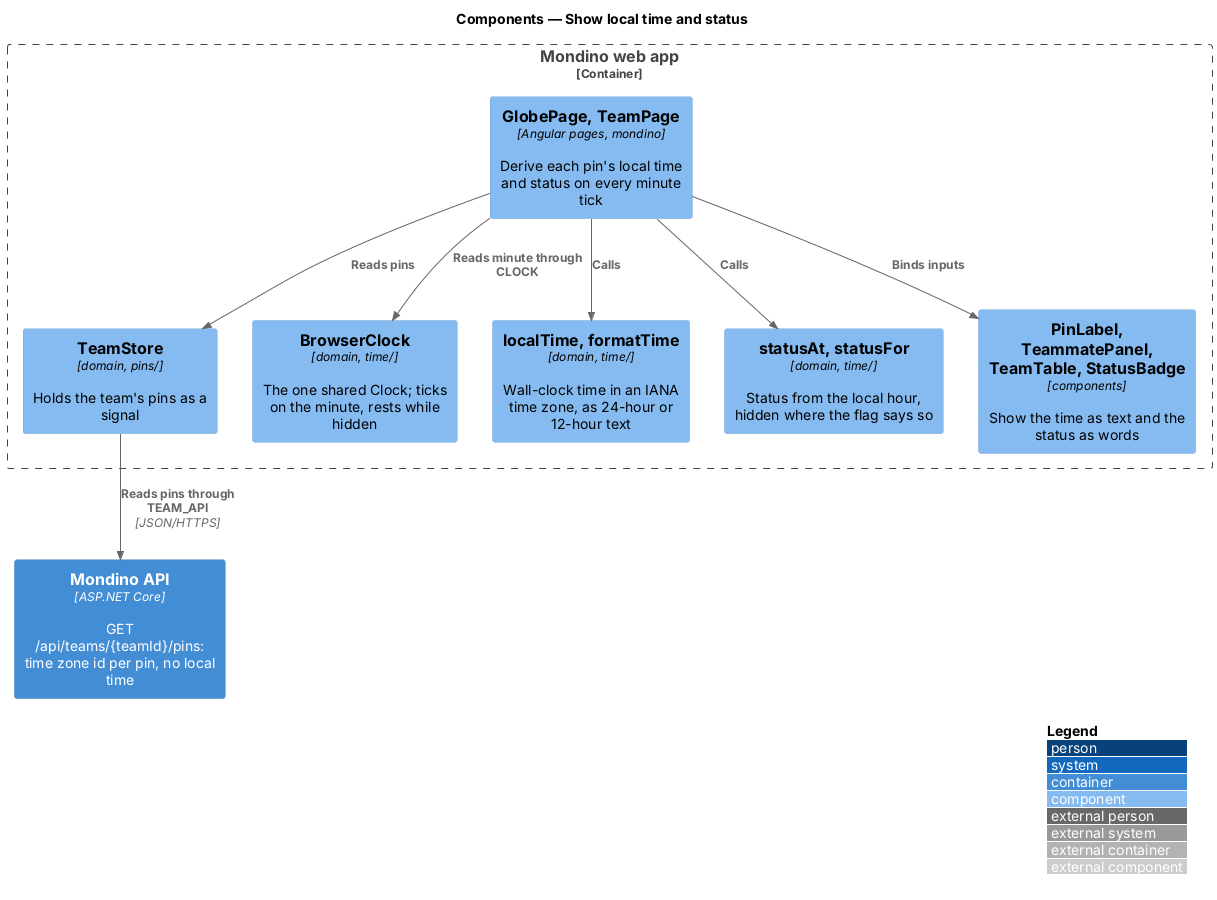 Components — Show local time and status
Mondino web app
[Container]
GlobePage, TeamPage
[Angular pages, mondino]
Derive each pin's local time
and status on every minute
tick
Reads pins
Reads minute through
CLOCK
Calls
Calls
Binds inputs
TeamStore
[domain, pins/]
Holds the team's pins as a
signal
BrowserClock
[domain, time/]
The one shared Clock; ticks
on the minute, rests while
hidden
localTime, formatTime
[domain, time/]
Wall-clock time in an IANA
time zone, as 24-hour or
12-hour text
statusAt, statusFor
[domain, time/]
Status from the local hour,
hidden where the flag says so
PinLabel,
TeammatePanel,
TeamTable, StatusBadge
[components]
Show the time as text and the
status as words
Reads pins through
TEAM_API
[JSON/HTTPS]
Mondino API
[ASP.NET Core]
GET
/api/teams/{teamId}/pins:
time zone id per pin, no local
time
Legend
person
system
container
component
external person
external system
external container
external component